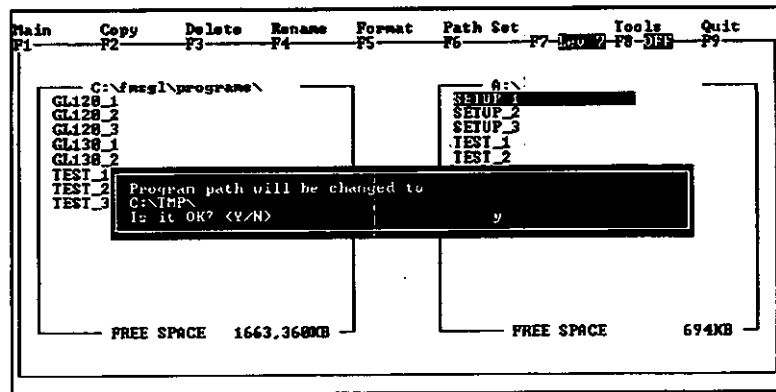 Main Copy Delete Rename Format Path Set Tools Quit
F1 F2 F3 F4 F5 F6 F7 Lev ? F8 OFF F9
C:\fmsgl\programs\ A:\
GL120_1 SETUP_1
GL120_2 SETUP_2
GL120_3 SETUP_3
GL130_1 TEST_1
GL130_2 TEST_2
TEST_1
TEST_2
TEST_3
Program path will be changed to
C:\TMP\
Is it OK? (Y/N) y
FREE SPACE 1663,360KB FREE SPACE 694KB